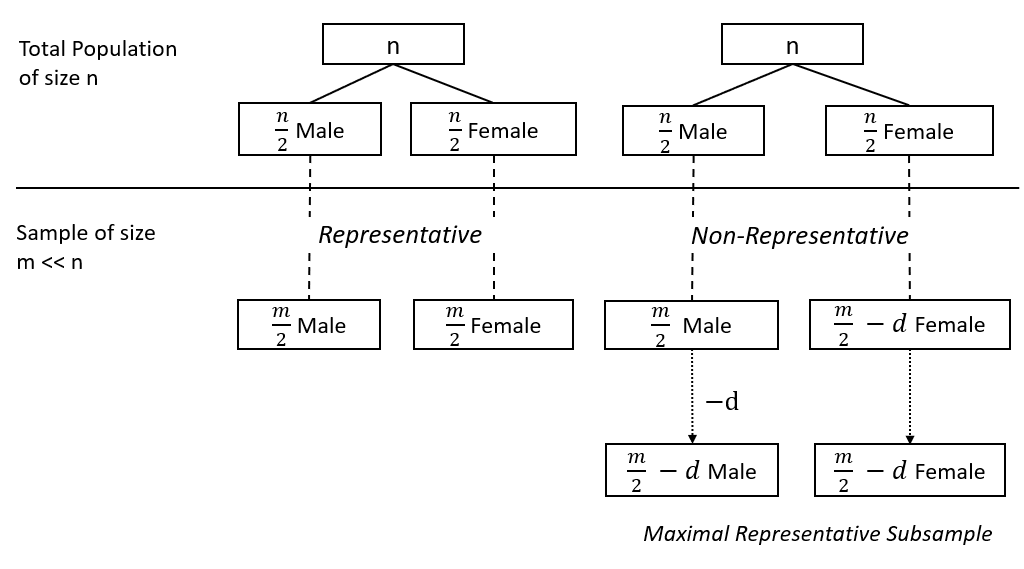 Total Population
of size n
n
n
n/2 Male
n/2 Female
n/2 Male
n/2 Female
Sample of size
m << n
Representative
Non-Representative
m/2 Male
m/2 Female
m/2 Male
m/2 − d Female
−d
m/2 − d Male
m/2 − d Female
Maximal Representative Subsample